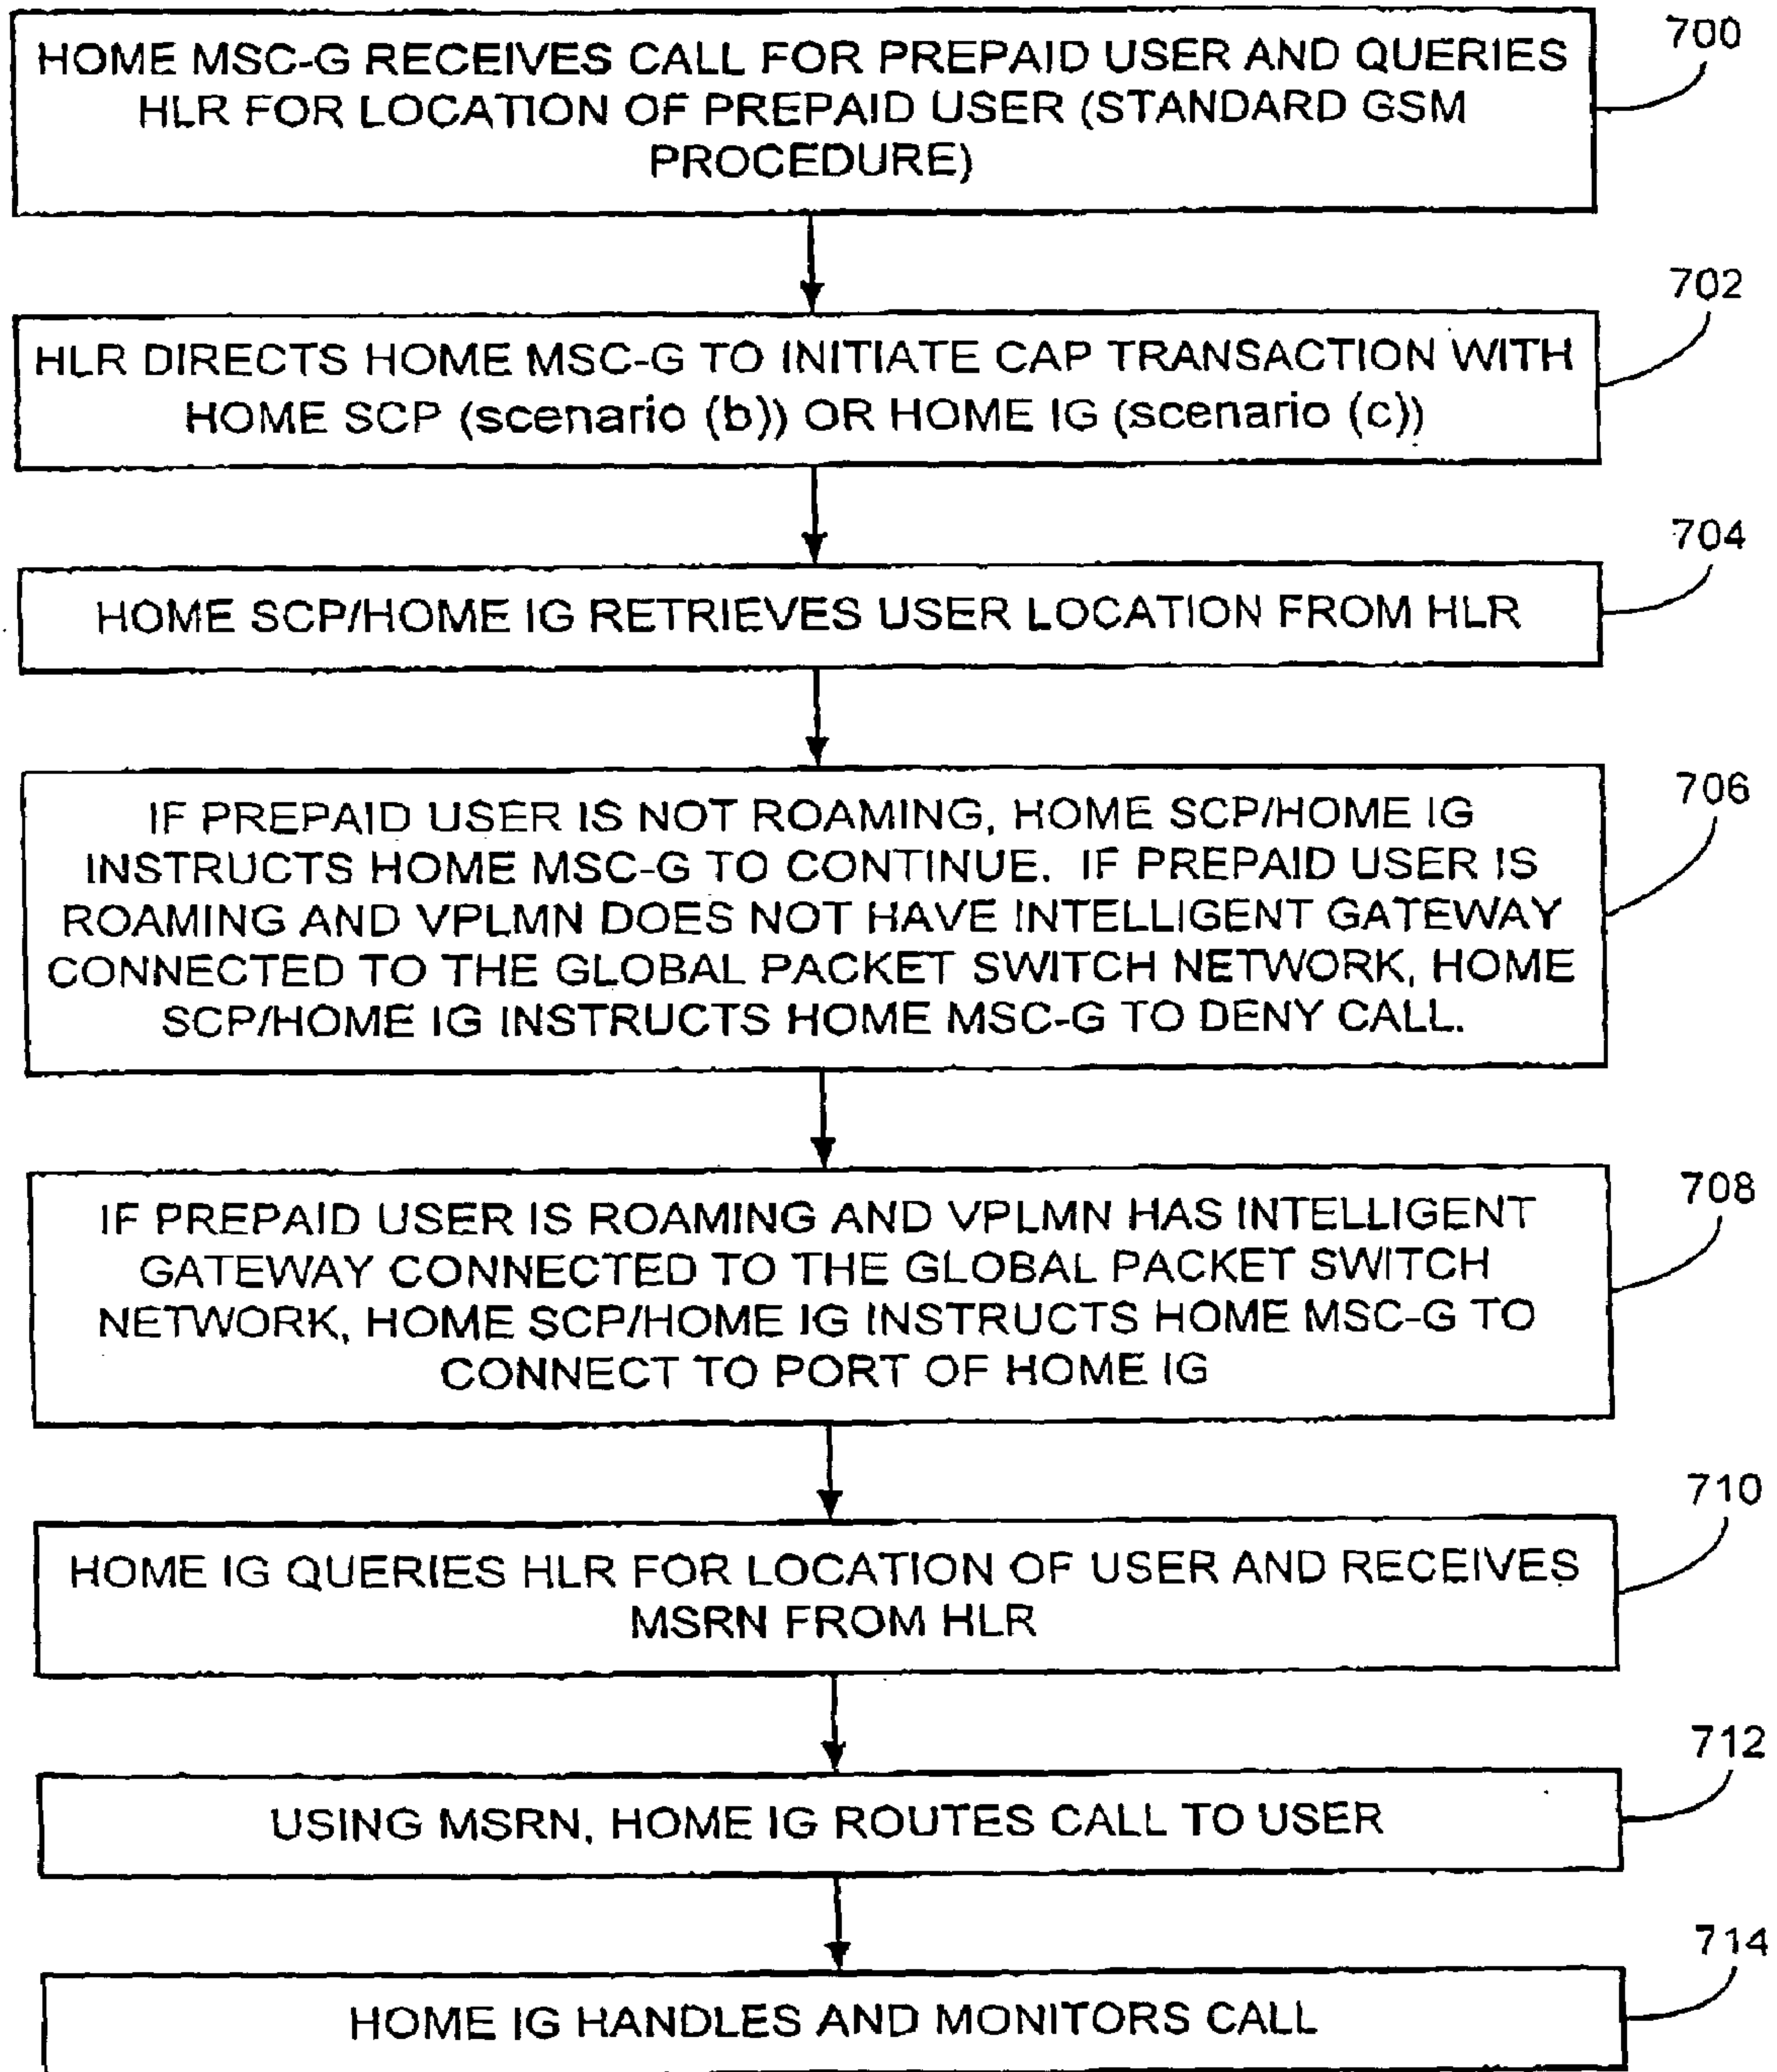 700
HOME MSC-G RECEIVES CALL FOR PREPAID USER AND QUERIES
HLR FOR LOCATION OF PREPAID USER (STANDARD GSM
PROCEDURE)
702
HLR DIRECTS HOME MSC-G TO INITIATE CAP TRANSACTION WITH
HOME SCP (scenario (b)) OR HOME IG (scenario (c))
704
HOME SCP/HOME IG RETRIEVES USER LOCATION FROM HLR
706
IF PREPAID USER IS NOT ROAMING, HOME SCP/HOME IG
INSTRUCTS HOME MSC-G TO CONTINUE. IF PREPAID USER IS
ROAMING AND VPLMN DOES NOT HAVE INTELLIGENT GATEWAY
CONNECTED TO THE GLOBAL PACKET SWITCH NETWORK, HOME
SCP/HOME IG INSTRUCTS HOME MSC-G TO DENY CALL.
708
IF PREPAID USER IS ROAMING AND VPLMN HAS INTELLIGENT
GATEWAY CONNECTED TO THE GLOBAL PACKET SWITCH
NETWORK, HOME SCP/HOME IG INSTRUCTS HOME MSC-G TO
CONNECT TO PORT OF HOME IG
710
HOME IG QUERIES HLR FOR LOCATION OF USER AND RECEIVES
MSRN FROM HLR
712
USING MSRN, HOME IG ROUTES CALL TO USER
714
HOME IG HANDLES AND MONITORS CALL